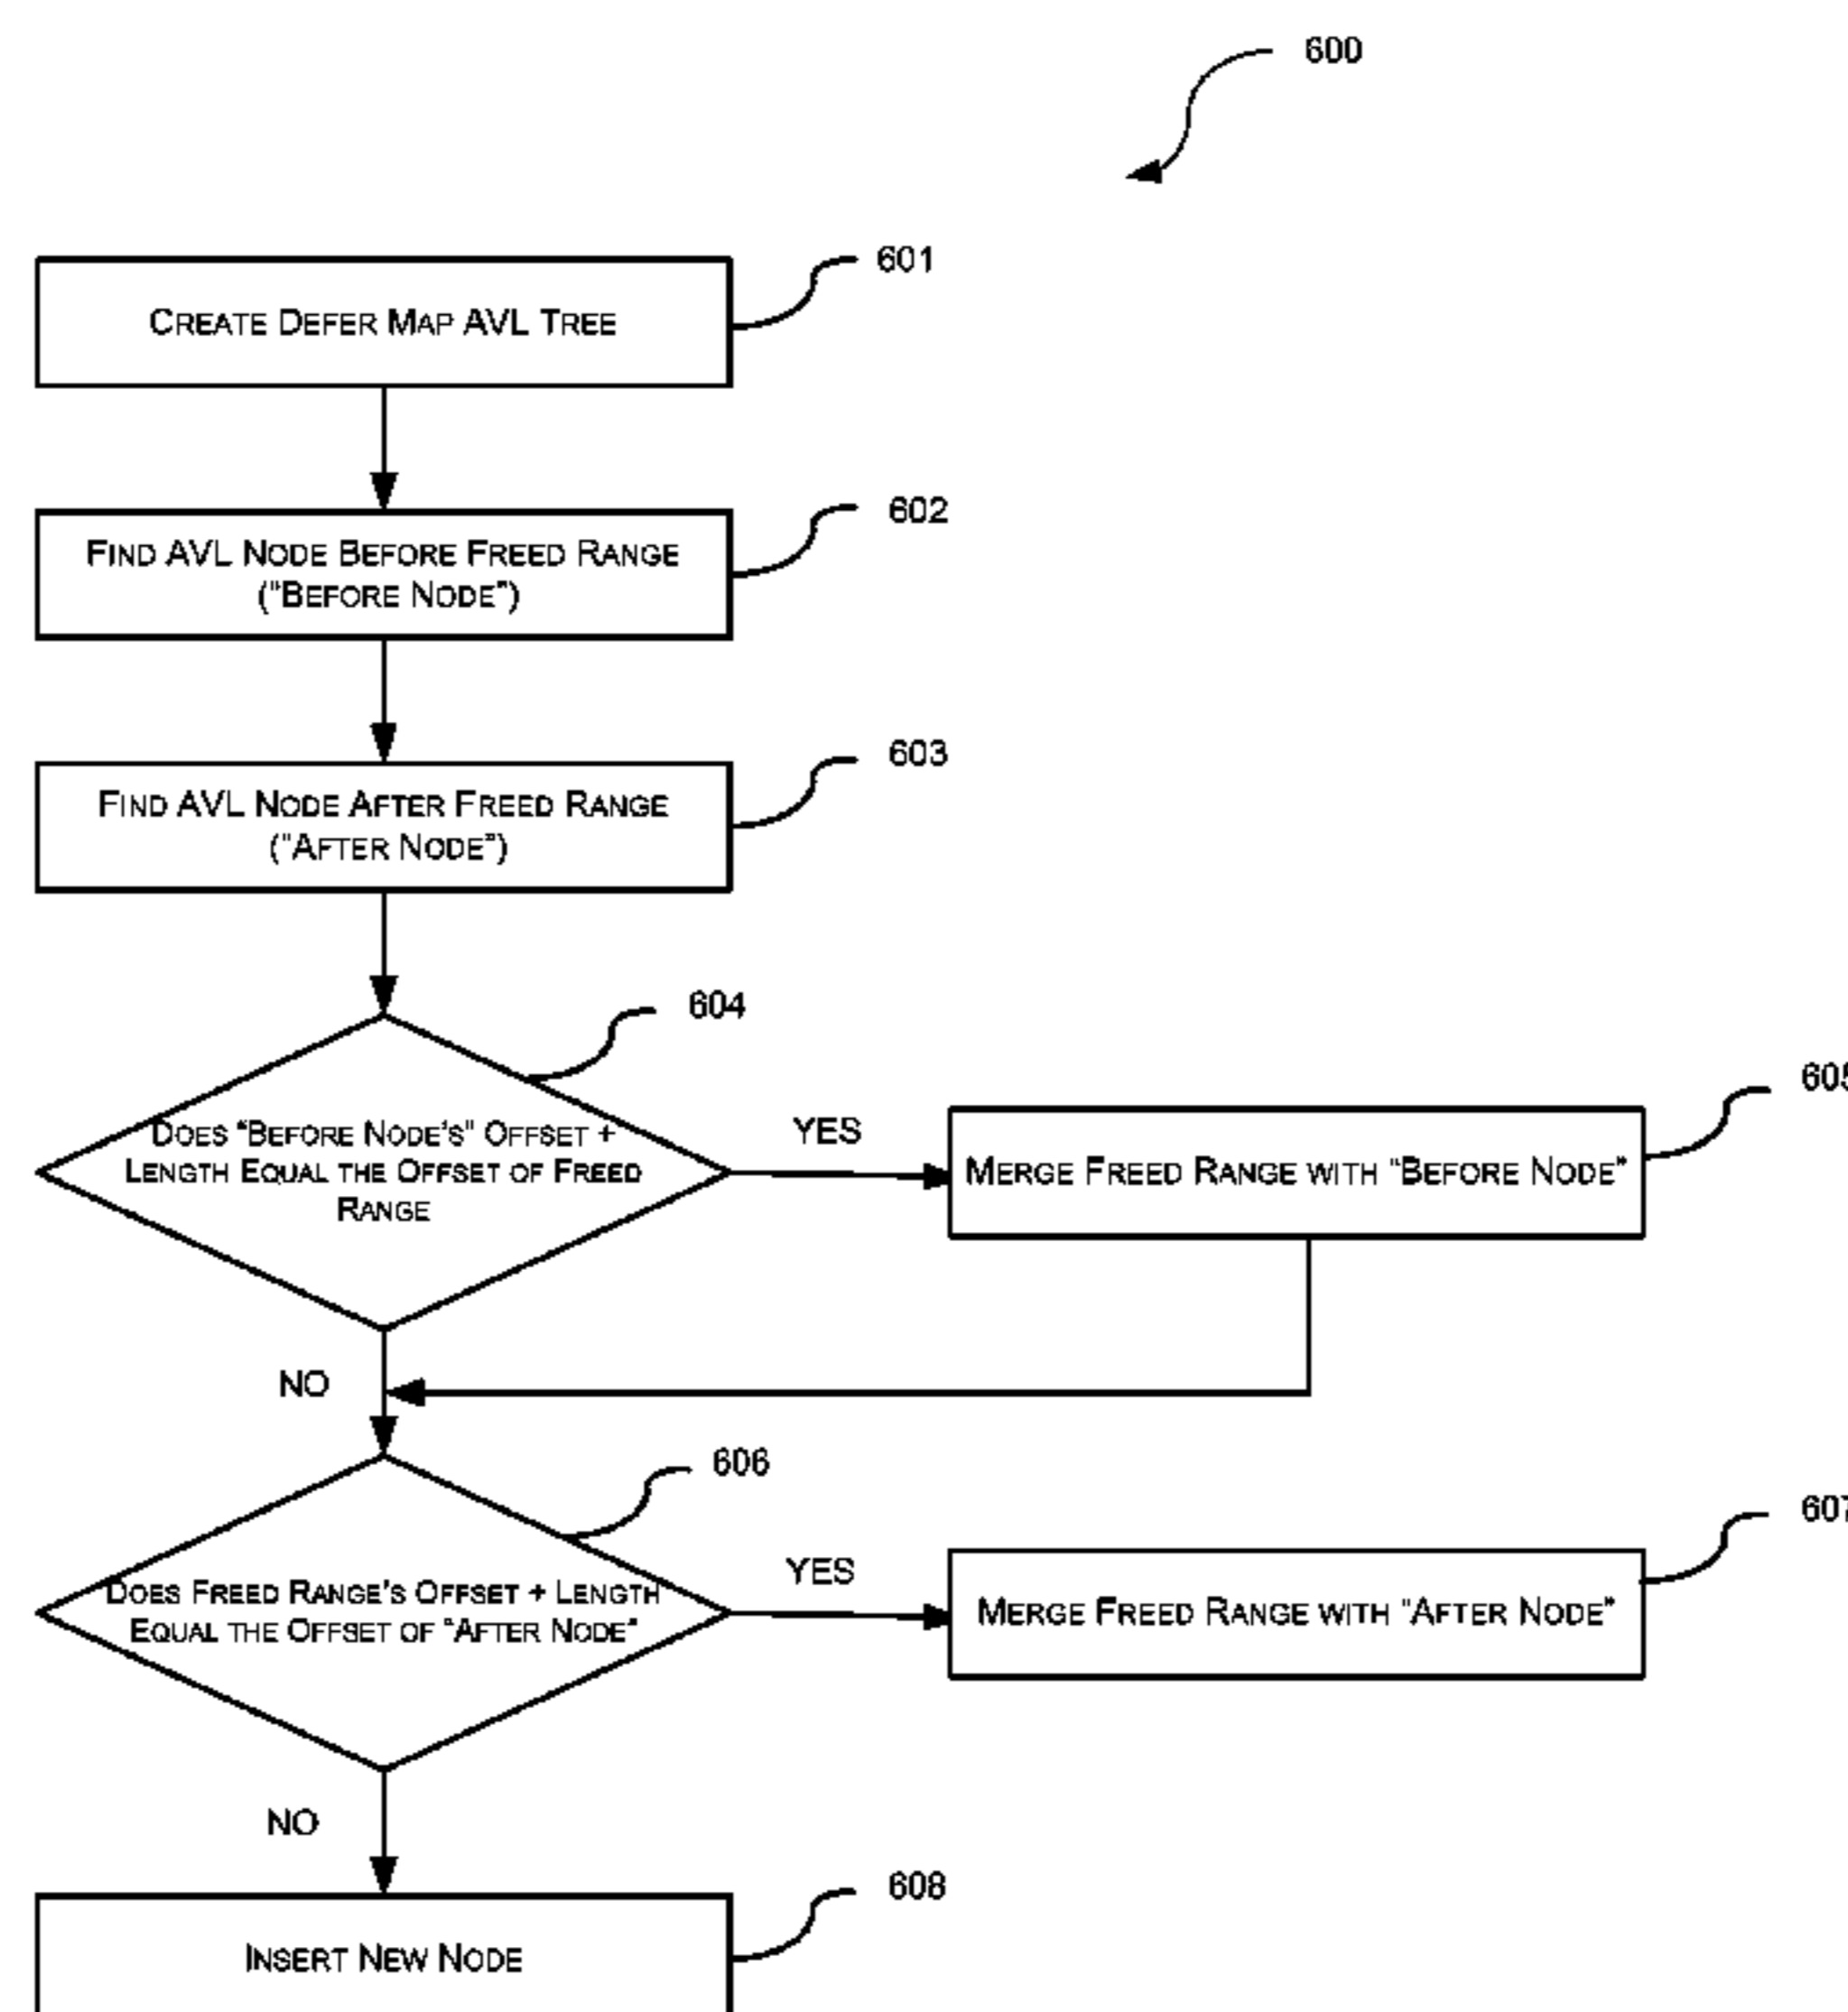 600
601
CREATE DEFER MAP AVL TREE
602
FIND AVL NODE BEFORE FREED RANGE
("BEFORE NODE")
603
FIND AVL NODE AFTER FREED RANGE
("AFTER NODE")
604
DOES "BEFORE NODE'S" OFFSET +
LENGTH EQUAL THE OFFSET OF FREED
RANGE
YES
605
MERGE FREED RANGE WITH "BEFORE NODE"
NO
606
DOES FREED RANGE'S OFFSET + LENGTH
EQUAL THE OFFSET OF "AFTER NODE"
YES
607
MERGE FREED RANGE WITH "AFTER NODE"
NO
608
INSERT NEW NODE